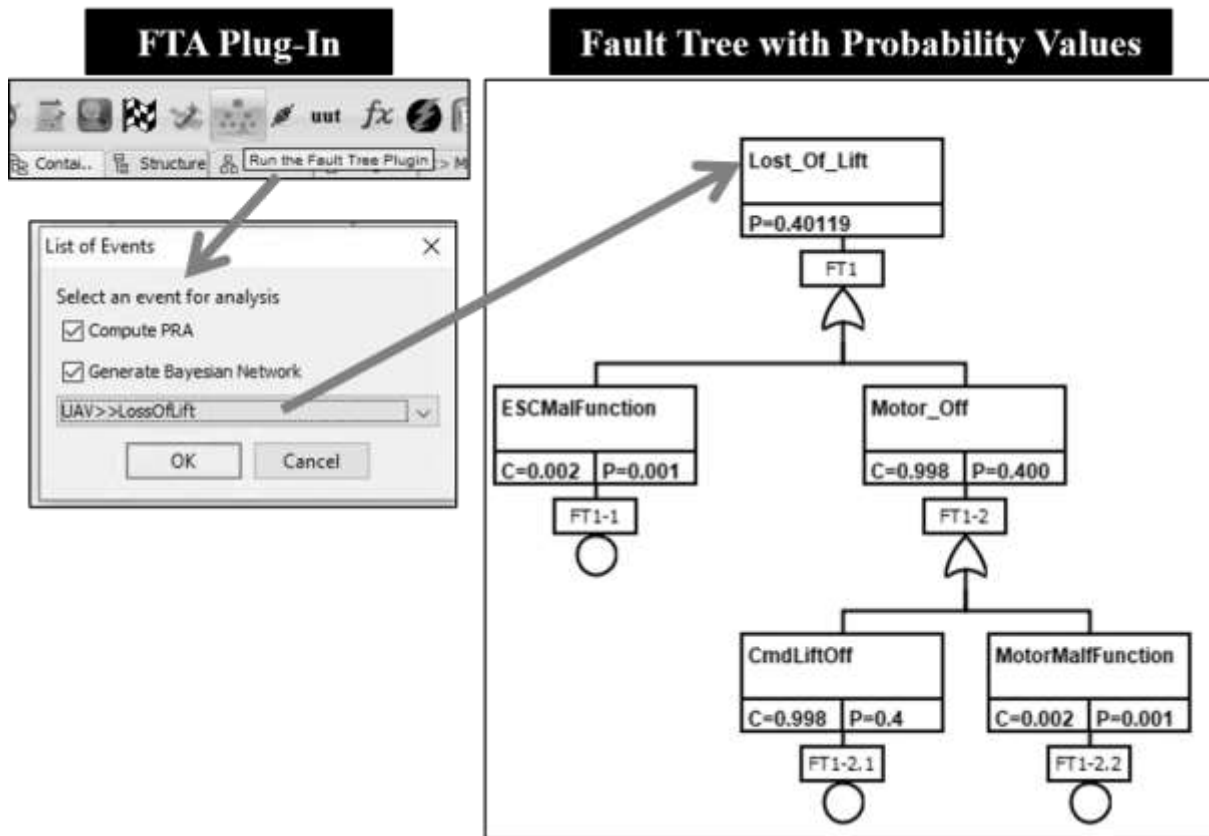 FTA Plug-In
Fault Tree with Probability Values
uut fx
Contai.. Structure Run the Fault Tree Plugin > M
List of Events
Select an event for analysis
Compute PRA
Generate Bayesian Network
UAV>>LossOfLift
OK Cancel
Lost_Of_Lift
P=0.40119
FT1
ESCMalFunction Motor_Off
C=0.002 P=0.001 C=0.998 P=0.400
FT1-1 FT1-2
CmdLiftOff MotorMalfFunction
C=0.998 P=0.4 C=0.002 P=0.001
FT1-2.1 FT1-2.2